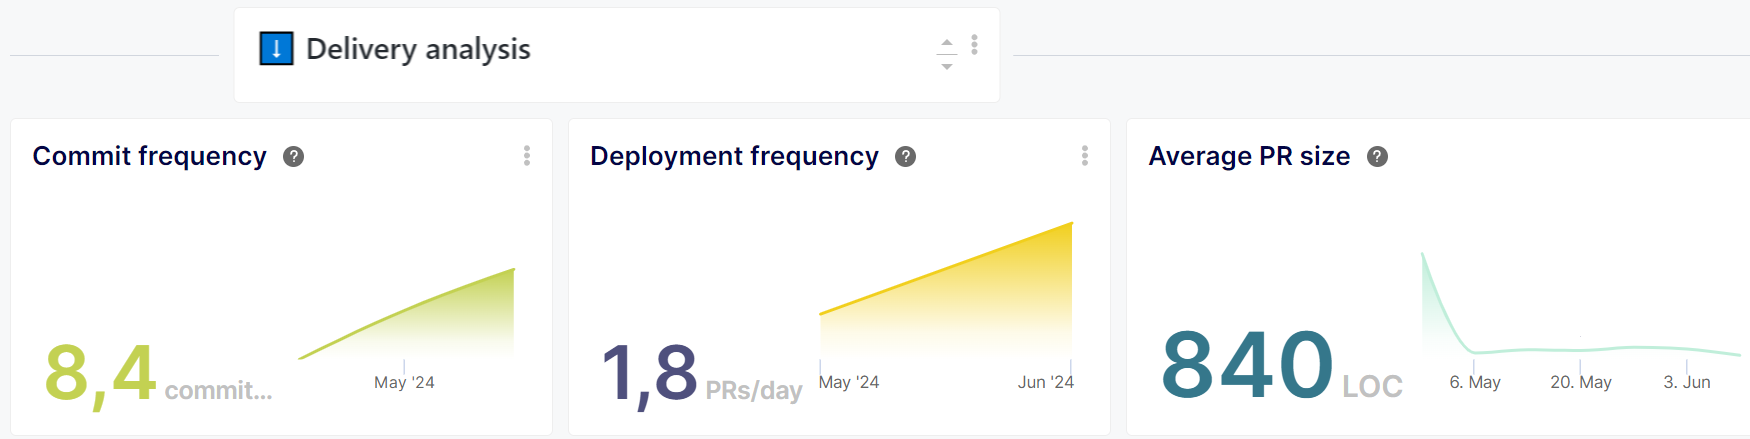 Delivery analysis
Commit frequency ?
8,4 commit...
May '24
Deployment frequency ?
1,8 PRs/day
May '24 Jun '24
Average PR size ?
840 LOC
6. May 20. May 3. Jun